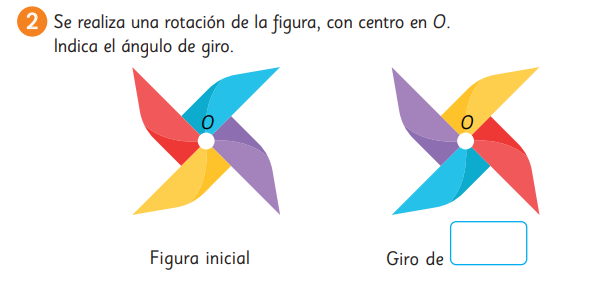 2 Se realiza una rotación de la figura, con centro en O.
Indica el ángulo de giro.
O
O
Figura inicial
Giro de